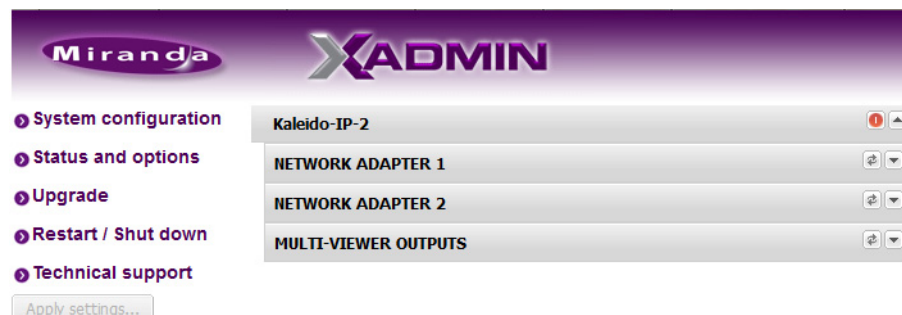 Miranda
XADMIN
System configuration
Status and options
Upgrade
Restart / Shut down
Technical support
Apply settings...
Kaleido-IP-2
NETWORK ADAPTER 1
NETWORK ADAPTER 2
MULTI-VIEWER OUTPUTS